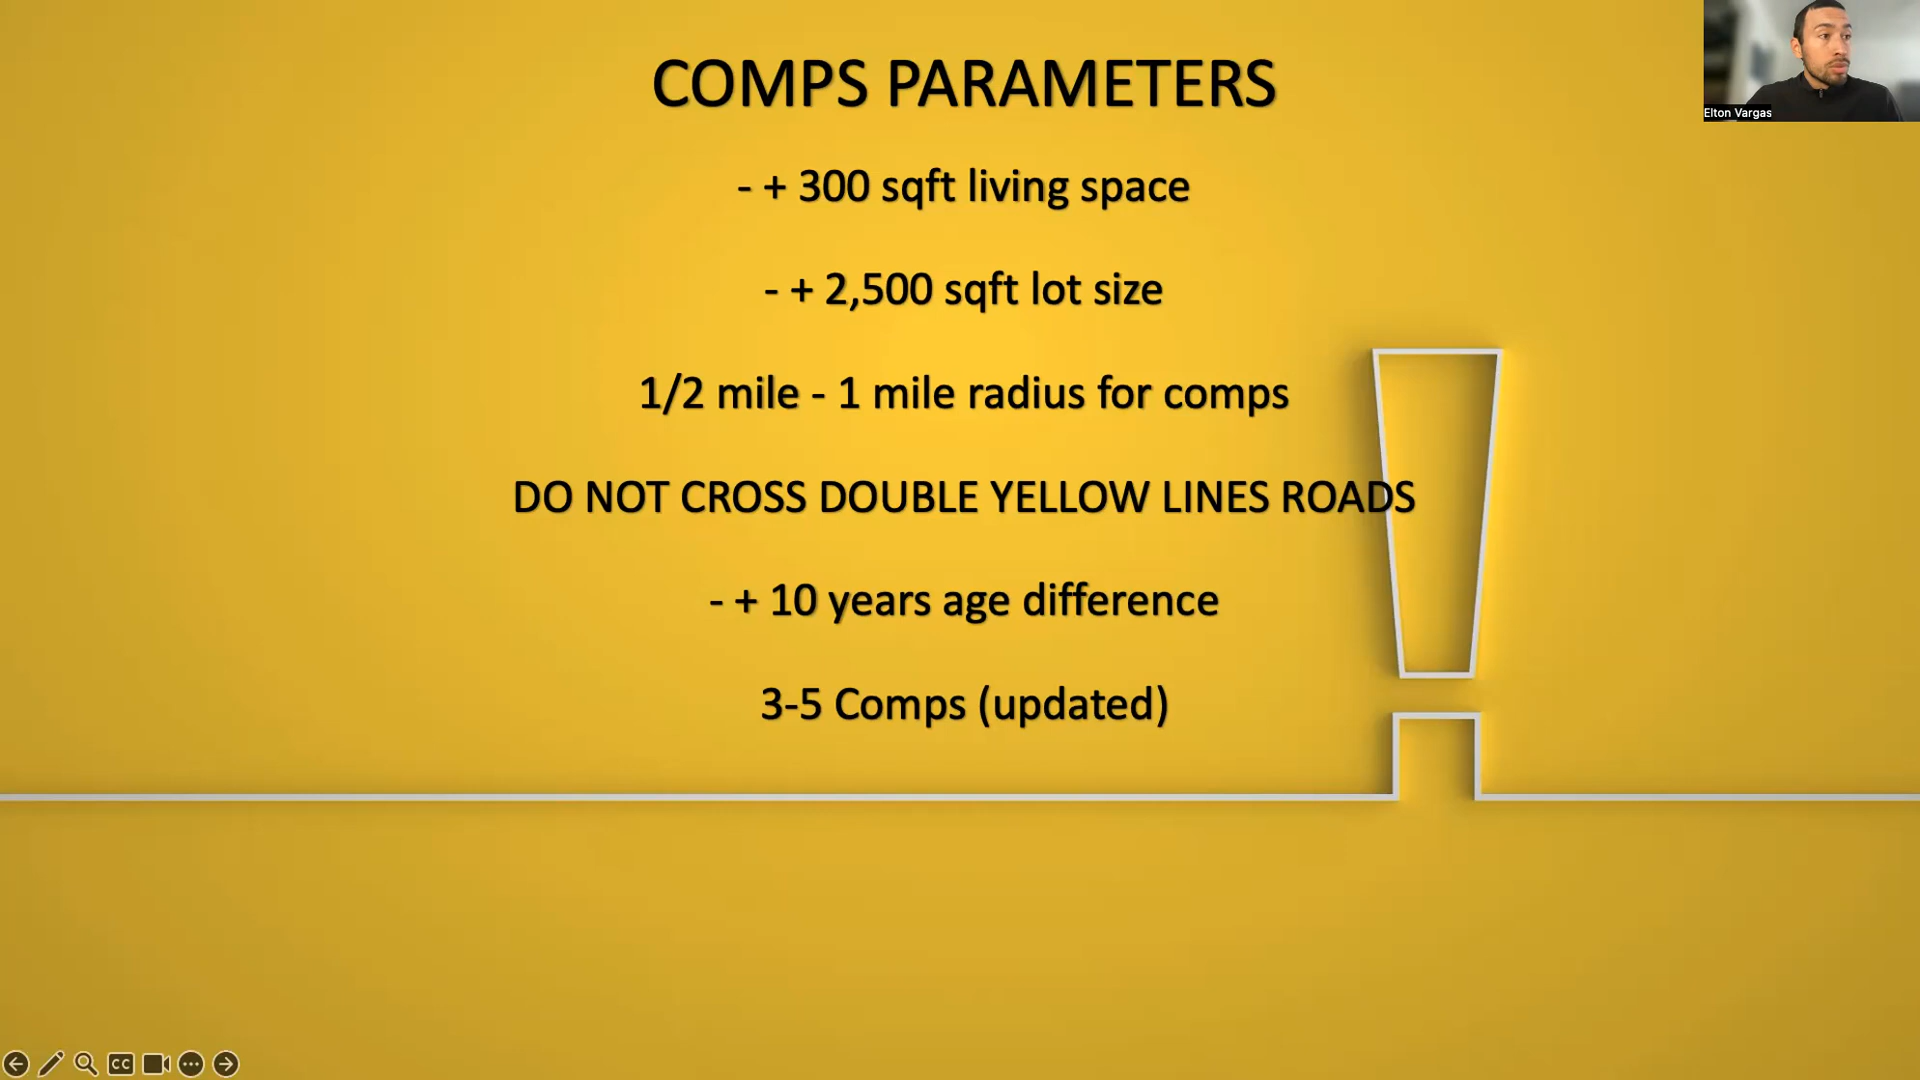 COMPS PARAMETERS
Elton Vargas
- + 300 sqft living space
- + 2,500 sqft lot size
1/2 mile - 1 mile radius for comps
DO NOT CROSS DOUBLE YELLOW LINES ROADS
- + 10 years age difference
3-5 Comps (updated)
CC